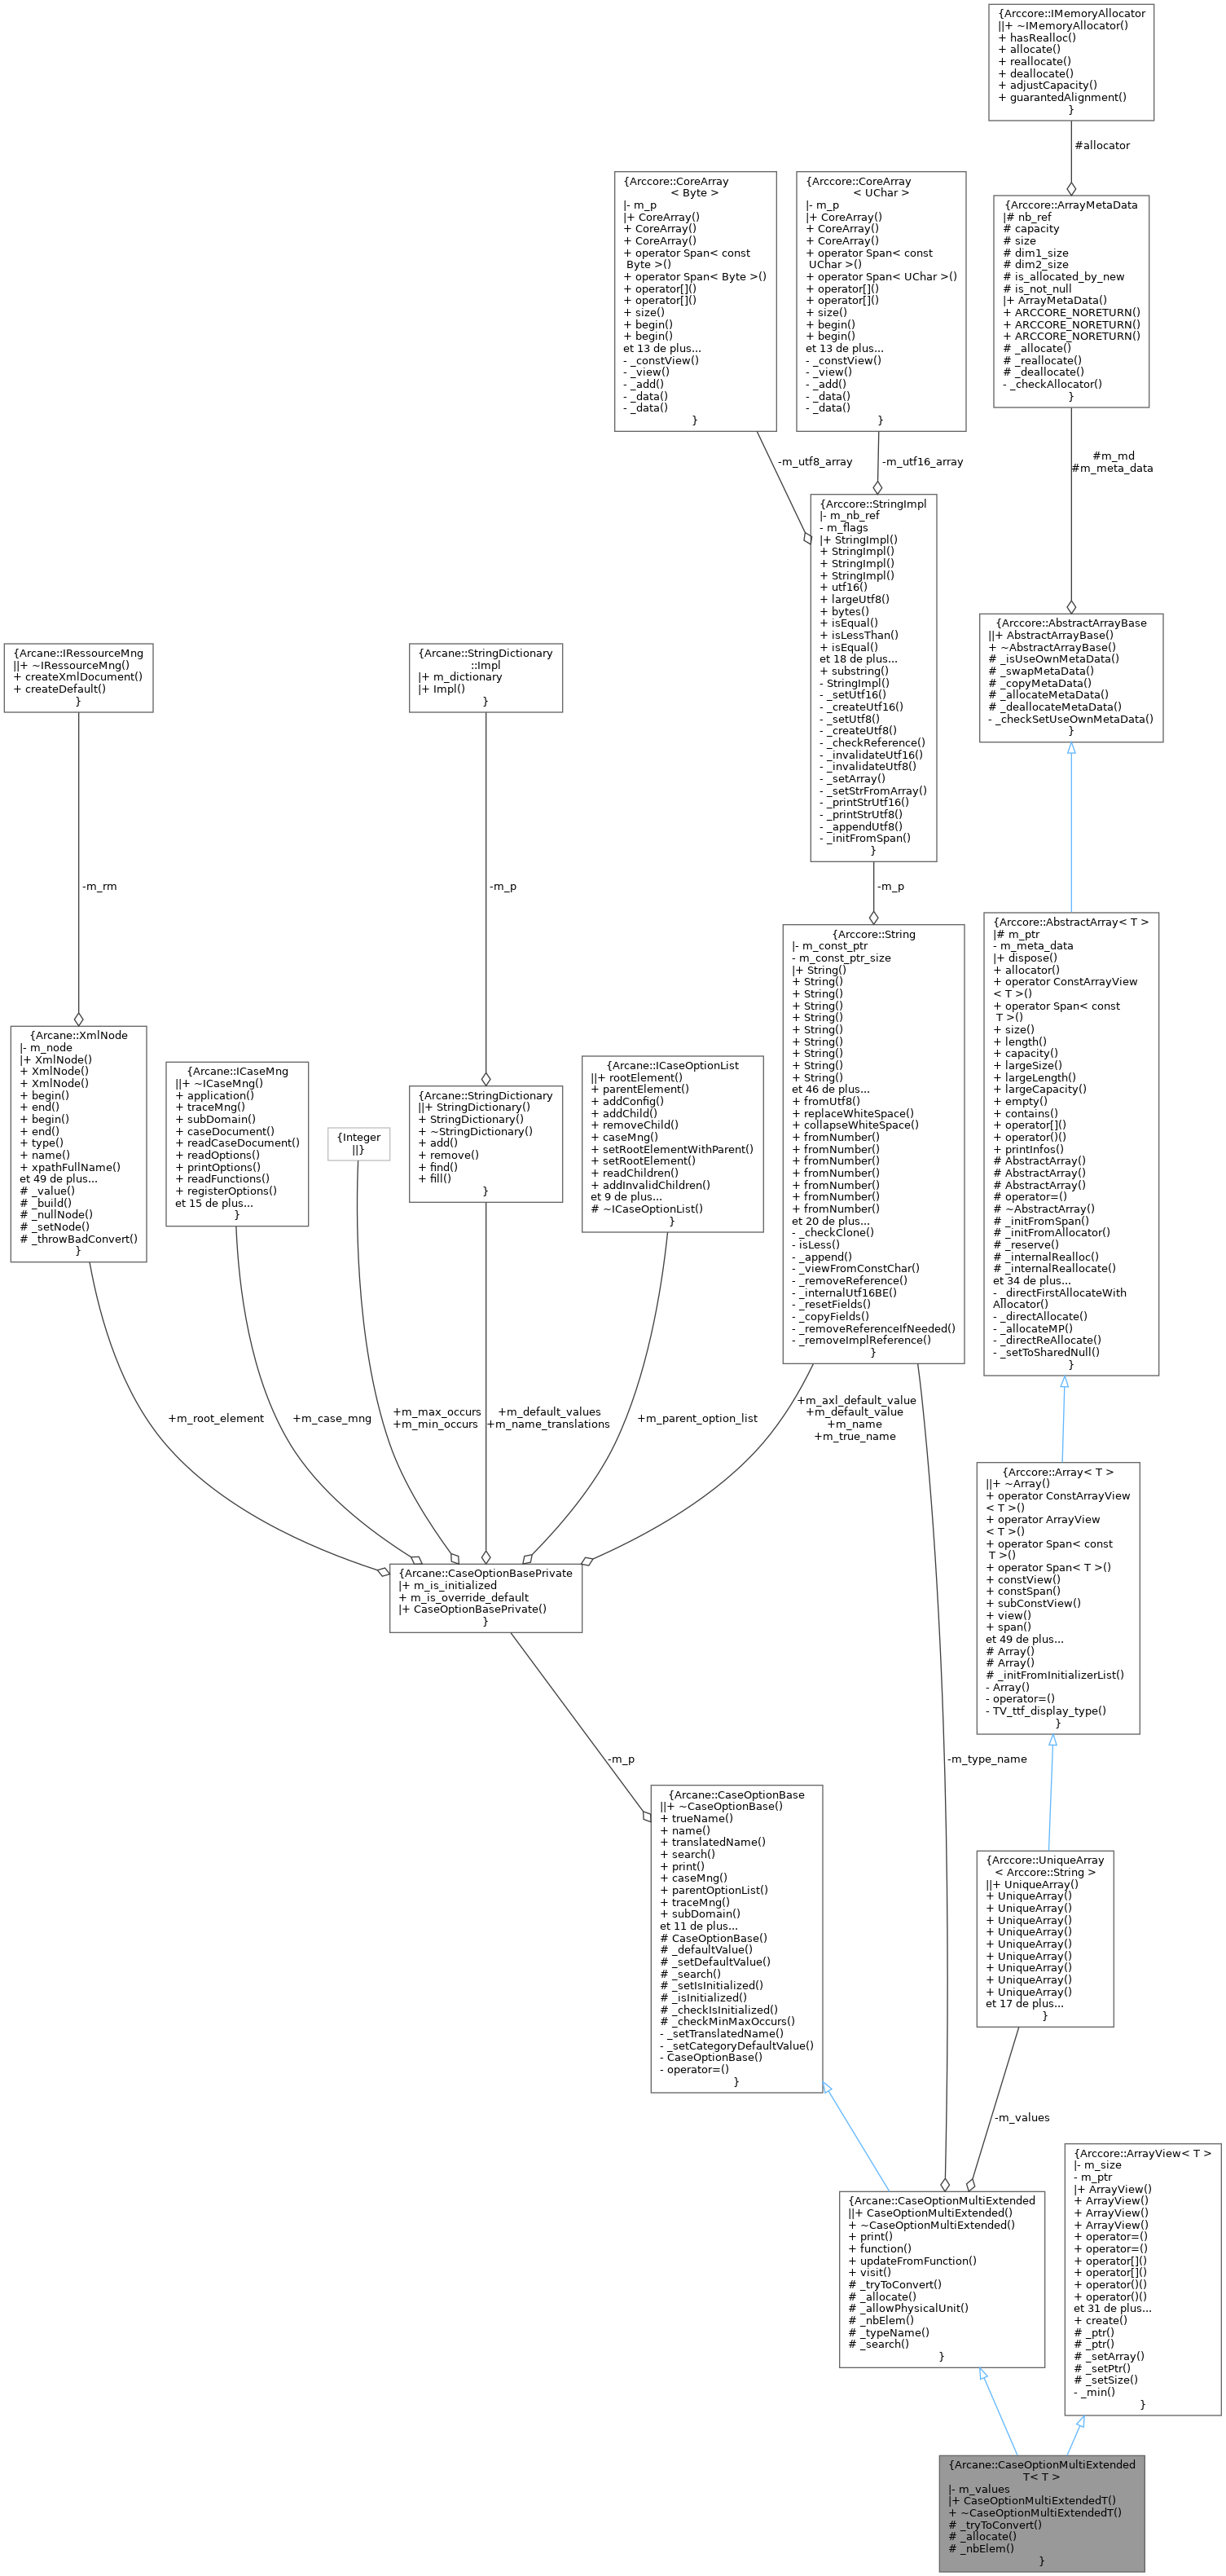 {Arccore::IMemoryAllocator
||+ ~IMemoryAllocator()
+ hasRealloc()
+ allocate()
+ reallocate()
+ deallocate()
+ adjustCapacity()
+ guarantedAlignment()
}
#allocator
{Arccore::CoreArray
< Byte >
|- m_p
|+ CoreArray()
+ CoreArray()
+ CoreArray()
+ operator Span< const
Byte >()
+ operator Span< Byte >()
+ operator[]()
+ operator[]()
+ size()
+ begin()
+ begin()
et 13 de plus...
- _constView()
- _view()
- _add()
- _data()
- _data()
}
{Arccore::CoreArray
< UChar >
|- m_p
|+ CoreArray()
+ CoreArray()
+ CoreArray()
+ operator Span< const
UChar >()
+ operator Span< UChar >()
+ operator[]()
+ operator[]()
+ size()
+ begin()
+ begin()
et 13 de plus...
- _constView()
- _view()
- _add()
- _data()
- _data()
}
{Arccore::ArrayMetaData
|# nb_ref
# capacity
# size
# dim1_size
# dim2_size
# is_allocated_by_new
# is_not_null
|+ ArrayMetaData()
+ ARCCORE_NORETURN()
+ ARCCORE_NORETURN()
+ ARCCORE_NORETURN()
# _allocate()
# _reallocate()
# _deallocate()
- _checkAllocator()
}
-m_utf8_array
-m_utf16_array
#m_md
#m_meta_data
{Arccore::StringImpl
|- m_nb_ref
- m_flags
|+ StringImpl()
+ StringImpl()
+ StringImpl()
+ StringImpl()
+ utf16()
+ largeUtf8()
+ bytes()
+ isEqual()
+ isLessThan()
+ isEqual()
et 18 de plus...
+ substring()
- StringImpl()
- _setUtf16()
- _createUtf16()
- _setUtf8()
- _createUtf8()
- _checkReference()
- _invalidateUtf16()
- _invalidateUtf8()
- _setArray()
- _setStrFromArray()
- _printStrUtf16()
- _printStrUtf8()
- _appendUtf8()
- _initFromSpan()
}
{Arccore::AbstractArrayBase
||+ AbstractArrayBase()
+ ~AbstractArrayBase()
# _isUseOwnMetaData()
# _swapMetaData()
# _copyMetaData()
# _allocateMetaData()
# _deallocateMetaData()
- _checkSetUseOwnMetaData()
}
{Arcane::IRessourceMng
||+ ~IRessourceMng()
+ createXmlDocument()
+ createDefault()
}
{Arcane::StringDictionary
::Impl
|+ m_dictionary
|+ Impl()
}
-m_rm
-m_p
-m_p
{Arccore::String
|- m_const_ptr
- m_const_ptr_size
|+ String()
+ String()
+ String()
+ String()
+ String()
+ String()
+ String()
+ String()
+ String()
+ String()
et 46 de plus...
+ fromUtf8()
+ replaceWhiteSpace()
+ collapseWhiteSpace()
+ fromNumber()
+ fromNumber()
+ fromNumber()
+ fromNumber()
+ fromNumber()
+ fromNumber()
+ fromNumber()
et 20 de plus...
- _checkClone()
- isLess()
- _append()
- _viewFromConstChar()
- _removeReference()
- _internalUtf16BE()
- _resetFields()
- _copyFields()
- _removeReferenceIfNeeded()
- _removeImplReference()
}
{Arccore::AbstractArray< T >
|# m_ptr
- m_meta_data
|+ dispose()
+ allocator()
+ operator ConstArrayView
< T >()
+ operator Span< const
T >()
+ size()
+ length()
+ capacity()
+ largeSize()
+ largeLength()
+ largeCapacity()
+ empty()
+ contains()
+ operator[]()
+ operator()()
+ printInfos()
# AbstractArray()
# AbstractArray()
# AbstractArray()
# operator=()
# ~AbstractArray()
# _initFromSpan()
# _initFromAllocator()
# _reserve()
# _internalRealloc()
# _internalReallocate()
et 34 de plus...
- _directFirstAllocateWith
Allocator()
- _directAllocate()
- _allocateMP()
- _directReAllocate()
- _setToSharedNull()
}
{Arcane::XmlNode
|- m_node
|+ XmlNode()
+ XmlNode()
+ XmlNode()
+ begin()
+ end()
+ begin()
+ end()
+ type()
+ name()
+ xpathFullName()
et 49 de plus...
# _value()
# _build()
# _nullNode()
# _setNode()
# _throwBadConvert()
}
{Arcane::ICaseMng
||+ ~ICaseMng()
+ application()
+ traceMng()
+ subDomain()
+ caseDocument()
+ readCaseDocument()
+ readOptions()
+ printOptions()
+ readFunctions()
+ registerOptions()
et 15 de plus...
}
{Integer
||}
{Arcane::StringDictionary
||+ StringDictionary()
+ StringDictionary()
+ ~StringDictionary()
+ add()
+ remove()
+ find()
+ fill()
}
{Arcane::ICaseOptionList
||+ rootElement()
+ parentElement()
+ addConfig()
+ addChild()
+ removeChild()
+ caseMng()
+ setRootElementWithParent()
+ setRootElement()
+ readChildren()
+ addInvalidChildren()
et 9 de plus...
# ~ICaseOptionList()
}
+m_root_element
+m_case_mng
+m_max_occurs
+m_min_occurs
+m_default_values
+m_name_translations
+m_parent_option_list
+m_axl_default_value
+m_default_value
+m_name
+m_true_name
{Arccore::Array< T >
||+ ~Array()
+ operator ConstArrayView
< T >()
+ operator ArrayView
< T >()
+ operator Span< const
T >()
+ operator Span< T >()
+ constView()
+ constSpan()
+ subConstView()
+ view()
+ span()
et 49 de plus...
# Array()
# Array()
# _initFromInitializerList()
- Array()
- operator=()
- TV_ttf_display_type()
}
{Arcane::CaseOptionBasePrivate
|+ m_is_initialized
+ m_is_override_default
|+ CaseOptionBasePrivate()
}
-m_p
-m_type_name
{Arcane::CaseOptionBase
||+ ~CaseOptionBase()
+ trueName()
+ name()
+ translatedName()
+ search()
+ print()
+ caseMng()
+ parentOptionList()
+ traceMng()
+ subDomain()
et 11 de plus...
# CaseOptionBase()
# _defaultValue()
# _setDefaultValue()
# _search()
# _setIsInitialized()
# _isInitialized()
# _checkIsInitialized()
# _checkMinMaxOccurs()
- _setTranslatedName()
- _setCategoryDefaultValue()
- CaseOptionBase()
- operator=()
}
{Arccore::UniqueArray
< Arccore::String >
||+ UniqueArray()
+ UniqueArray()
+ UniqueArray()
+ UniqueArray()
+ UniqueArray()
+ UniqueArray()
+ UniqueArray()
+ UniqueArray()
+ UniqueArray()
+ UniqueArray()
et 17 de plus...
}
-m_values
{Arccore::ArrayView< T >
|- m_size
- m_ptr
|+ ArrayView()
+ ArrayView()
+ ArrayView()
+ ArrayView()
+ operator=()
+ operator=()
+ operator[]()
+ operator[]()
+ operator()()
+ operator()()
et 31 de plus...
+ create()
# _ptr()
# _ptr()
# _setArray()
# _setPtr()
# _setSize()
- _min()
}
{Arcane::CaseOptionMultiExtended
||+ CaseOptionMultiExtended()
+ ~CaseOptionMultiExtended()
+ print()
+ function()
+ updateFromFunction()
+ visit()
# _tryToConvert()
# _allocate()
# _allowPhysicalUnit()
# _nbElem()
# _typeName()
# _search()
}
{Arcane::CaseOptionMultiExtended
T< T >
|- m_values
|+ CaseOptionMultiExtendedT()
+ ~CaseOptionMultiExtendedT()
# _tryToConvert()
# _allocate()
# _nbElem()
}